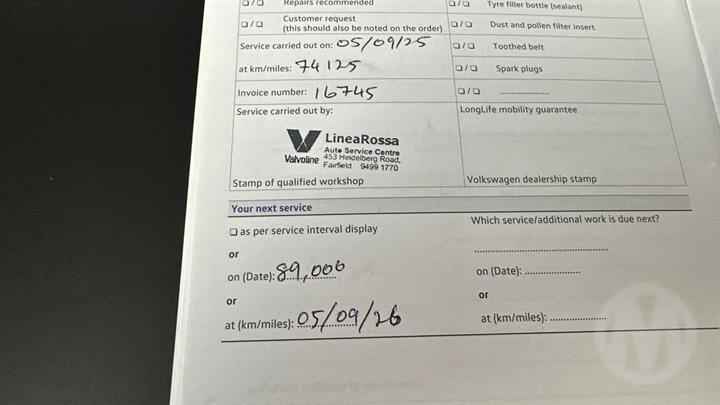 ❑ / ❑ Repairs recommended
❑ / ❑ Tyre filler bottle (sealant)
❑ / ❑ Customer request
(this should also be noted on the order)
❑ / ❑ Dust and pollen filter insert
Service carried out on: 05/09/25
❑ / ❑ Toothed belt
at km/miles: 74125
❑ / ❑ Spark plugs
Invoice number: 16745
❑ / ❑ .....................
Service carried out by:
LongLife mobility guarantee
Valvoline
LineaRossa
Auto Service Centre
453 Heidelberg Road,
Fairfield 9499 1770
Stamp of qualified workshop
Volkswagen dealership stamp
Your next service
❑ as per service interval display
or
on (Date): 89,000
or
at (km/miles): 05/09/26
Which service/additional work is due next?
..................................................
on (Date): .....................
or
at (km/miles): .....................